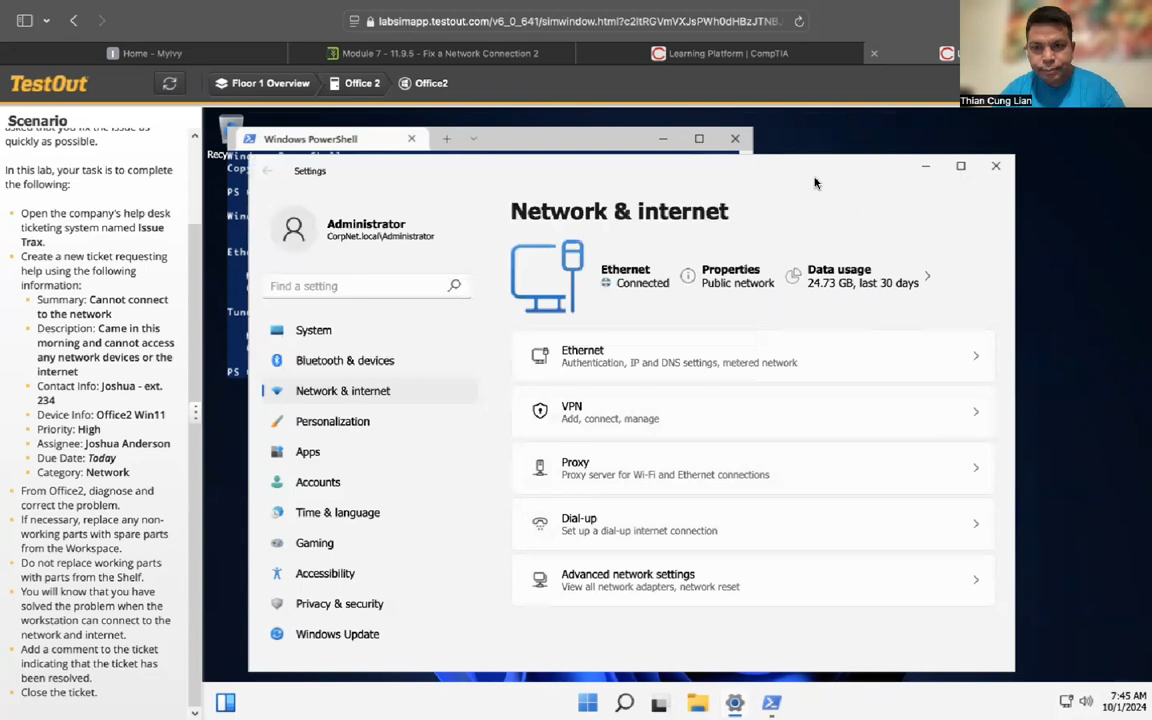 labsimapp.testout.com/v6_0_641/simwindow.html?c2ltRGVmVXJsPWh0dHBzJTNB
Home - MyIvy
Module 7 - 11.9.5 - Fix a Network Connection 2
Learning Platform | CompTIA
Thian Cung Lian
TestOut
Floor 1 Overview
Office 2
Office2
Scenario
asked that you fix the issue as
quickly as possible.
In this lab, your task is to complete
the following:
Open the company's help desk
ticketing system named Issue
Trax.
Create a new ticket requesting
help using the following
information:
Summary: Cannot connect
to the network
Description: Came in this
morning and cannot access
any network devices or the
internet
Contact Info: Joshua - ext.
234
Device Info: Office2 Win11
Priority: High
Assignee: Joshua Anderson
Due Date: Today
Category: Network
From Office2, diagnose and
correct the problem.
If necessary, replace any non-
working parts with spare parts
from the Workspace.
Do not replace working parts
with parts from the Shelf.
You will know that you have
solved the problem when the
workstation can connect to the
network and internet.
Add a comment to the ticket
indicating that the ticket has
been resolved.
Close the ticket.
Windows PowerShell
PS
PS
Settings
Administrator
CorpNet.local\Administrator
Find a setting
System
Bluetooth & devices
Network & internet
Personalization
Apps
Accounts
Time & language
Gaming
Accessibility
Privacy & security
Windows Update
Network & internet
Ethernet
Connected
Properties
Public network
Data usage
24.73 GB, last 30 days
Ethernet
Authentication, IP and DNS settings, metered network
VPN
Add, connect, manage
Proxy
Proxy server for Wi-Fi and Ethernet connections
Dial-up
Set up a dial-up internet connection
Advanced network settings
View all network adapters, network reset
7:45 AM
10/1/2024